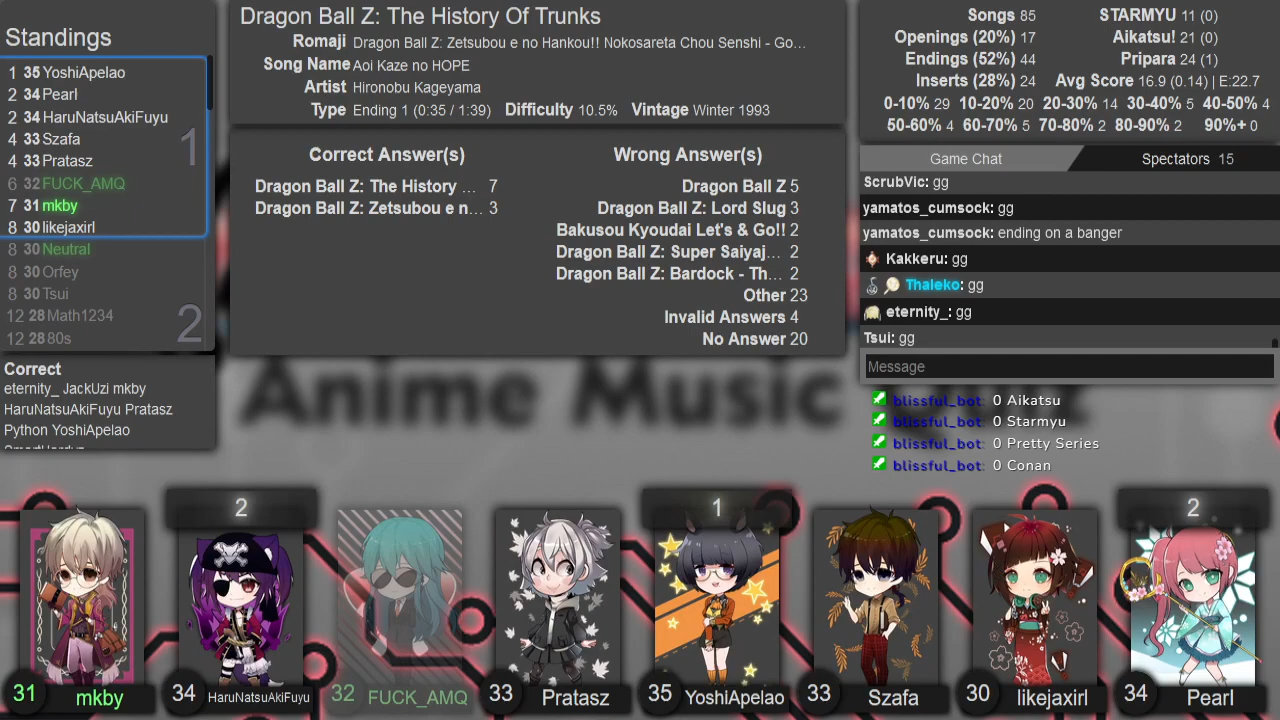 Standings
1 35 YoshiApelao
2 34 Pearl
2 34 HaruNatsuAkiFuyu
4 33 Szafa
4 33 Pratasz
6 32 FUCK_AMQ
7 31 mkby
8 30 likejaxirl
8 30 Neutral
8 30 Orfey
8 30 Tsui
12 28 Math1234
12 28 80s
1
2
Correct
eternity_ JackUzi mkby
HaruNatsuAkiFuyu Pratasz
Python YoshiApelao
Dragon Ball Z: The History Of Trunks
Romaji Dragon Ball Z: Zetsubou e no Hankou!! Nokosareta Chou Senshi - Go...
Song Name Aoi Kaze no HOPE
Artist Hironobu Kageyama
Type Ending 1 (0:35 / 1:39) Difficulty 10.5% Vintage Winter 1993
Correct Answer(s)
Dragon Ball Z: The History ... 7
Dragon Ball Z: Zetsubou e n... 3
Wrong Answer(s)
Dragon Ball Z 5
Dragon Ball Z: Lord Slug 3
Bakusou Kyoudai Let's & Go!! 2
Dragon Ball Z: Super Saiyaj... 2
Dragon Ball Z: Bardock - Th... 2
Other 23
Invalid Answers 4
No Answer 20
Anime Music
Songs 85 STARMYU 11 (0)
Openings (20%) 17 Aikatsu! 21 (0)
Endings (52%) 44 Pripara 24 (1)
Inserts (28%) 24 Avg Score 16.9 (0.14) | E:22.7
0-10% 29 10-20% 20 20-30% 14 30-40% 5 40-50% 4
50-60% 4 60-70% 5 70-80% 2 80-90% 2 90%+ 0
Game Chat Spectators 15
ScrubVic: gg
yamatos_cumsock: gg
yamatos_cumsock: ending on a banger
Kakkeru: gg
Thaleko: gg
eternity_: gg
Tsui: gg
Message
blissful_bot: 0 Aikatsu
blissful_bot: 0 Starmyu
blissful_bot: 0 Pretty Series
blissful_bot: 0 Conan
2 1 2
31 mkby 34 HaruNatsuAkiFuyu 32 FUCK_AMQ 33 Pratasz 35 YoshiApelao 33 Szafa 30 likejaxirl 34 Pearl